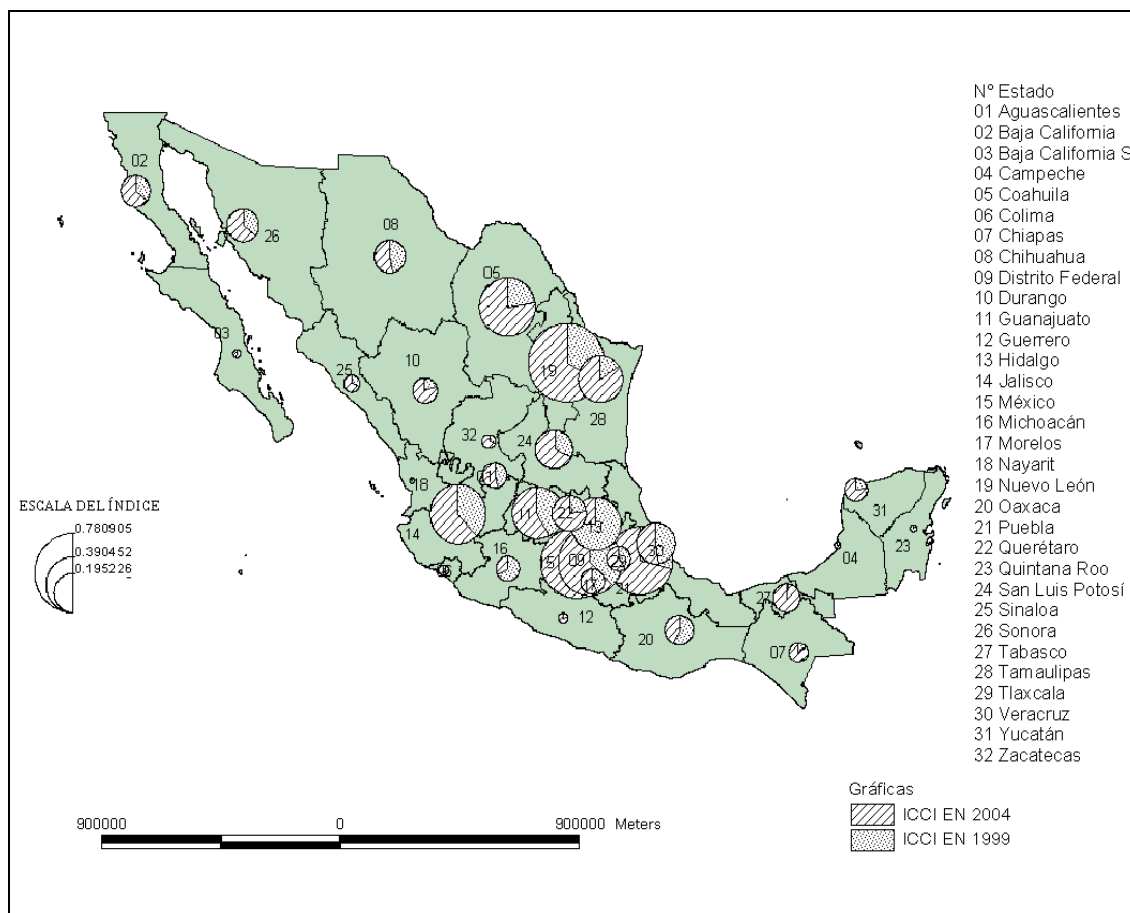 Nº Estado
01 Aguascalientes
02 Baja California
03 Baja California S
04 Campeche
05 Coahuila
06 Colima
07 Chiapas
08 Chihuahua
09 Distrito Federal
10 Durango
11 Guanajuato
12 Guerrero
13 Hidalgo
14 Jalisco
15 México
16 Michoacán
17 Morelos
18 Nayarit
19 Nuevo León
20 Oaxaca
21 Puebla
22 Querétaro
23 Quintana Roo
24 San Luis Potosí
25 Sinaloa
26 Sonora
27 Tabasco
28 Tamaulipas
29 Tlaxcala
30 Veracruz
31 Yucatán
32 Zacatecas
02
26
08
05
03
25
10
19
28
32
24
18
11
22
13
14
16
15
09
30
31
23
04
12
20
27
07
ESCALA DEL ÍNDICE
0.780905
0.390452
0.195226
Gráficas
ICCI EN 2004
ICCI EN 1999
900000 0 900000 Meters